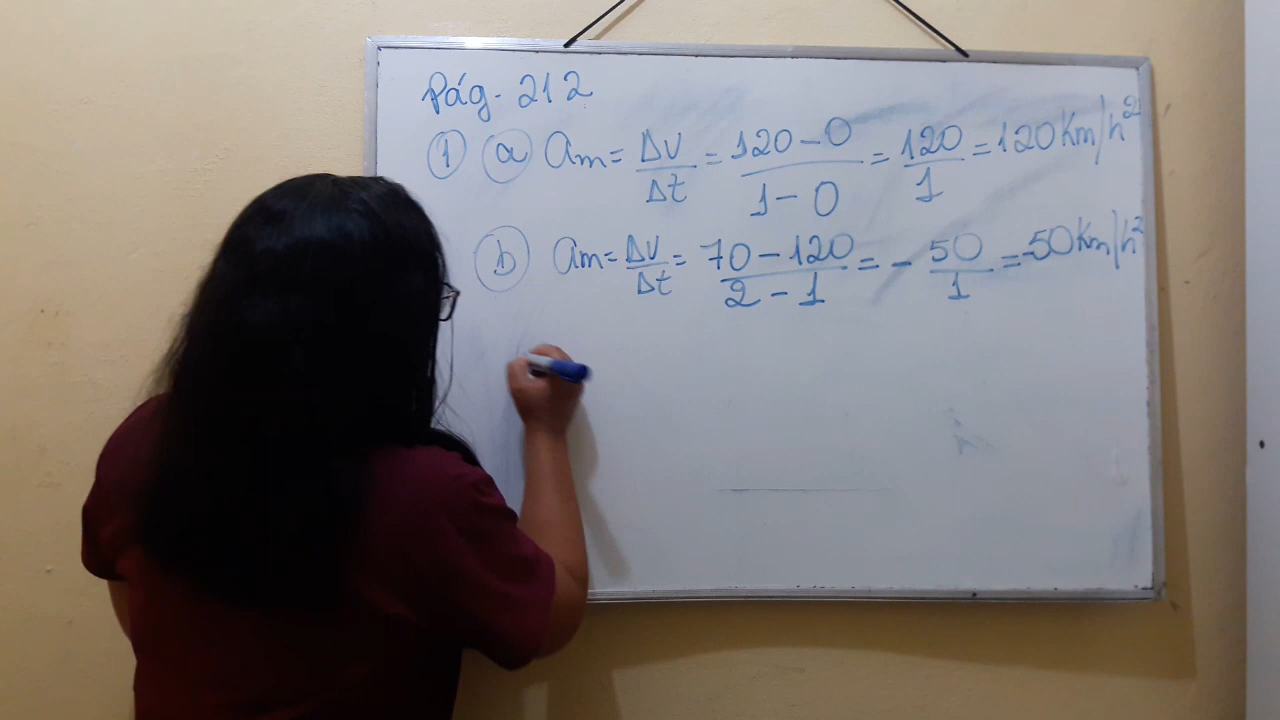 Pág. 212
① ⓐ am = Δv/Δt = 120-0/1-0 = 120/1 = 120 Km/h²
ⓑ am = Δv/Δt = 70-120/2-1 = -50/1 = -50 Km/h²